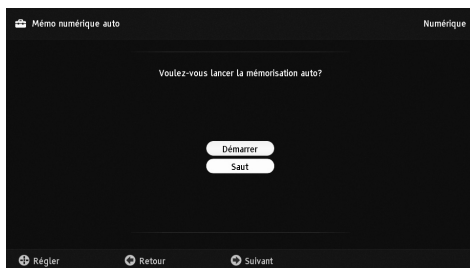 Mémo numérique auto
Numérique
Voulez-vous lancer la mémorisation auto?
Démarrer
Saut
Régler Retour Suivant